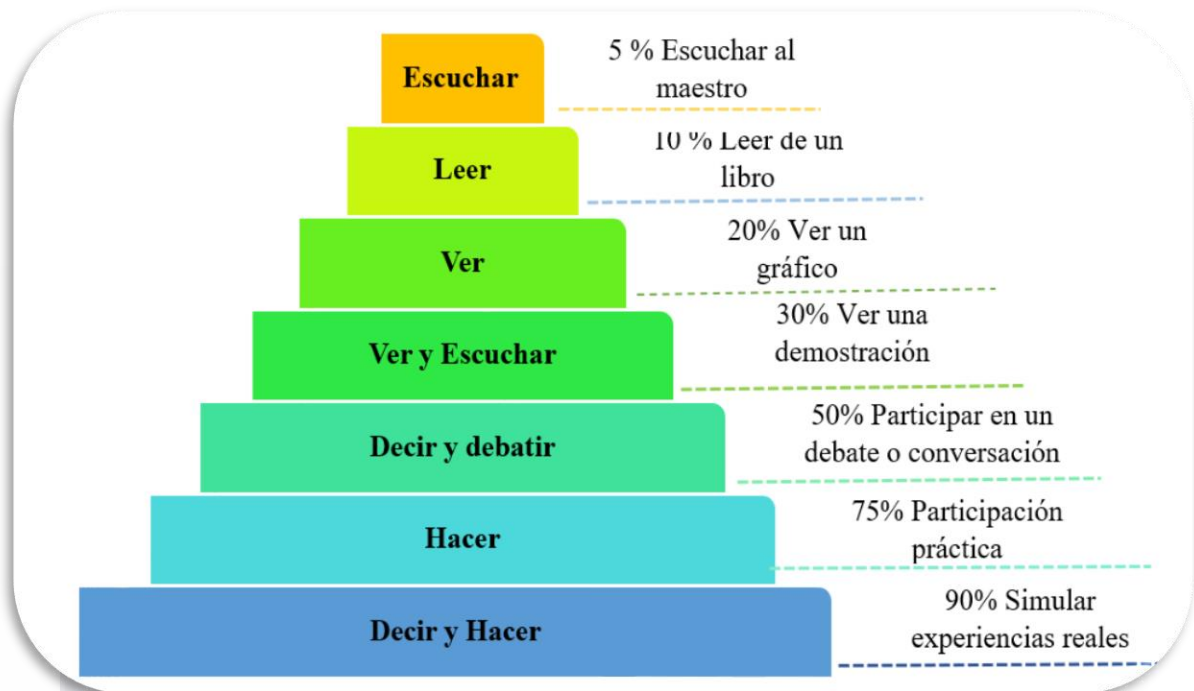 Escuchar
5 % Escuchar al
maestro
Leer
10 % Leer de un
libro
Ver
20% Ver un
gráfico
Ver y Escuchar
30% Ver una
demostración
Decir y debatir
50% Participar en un
debate o conversación
Hacer
75% Participación
práctica
Decir y Hacer
90% Simular
experiencias reales